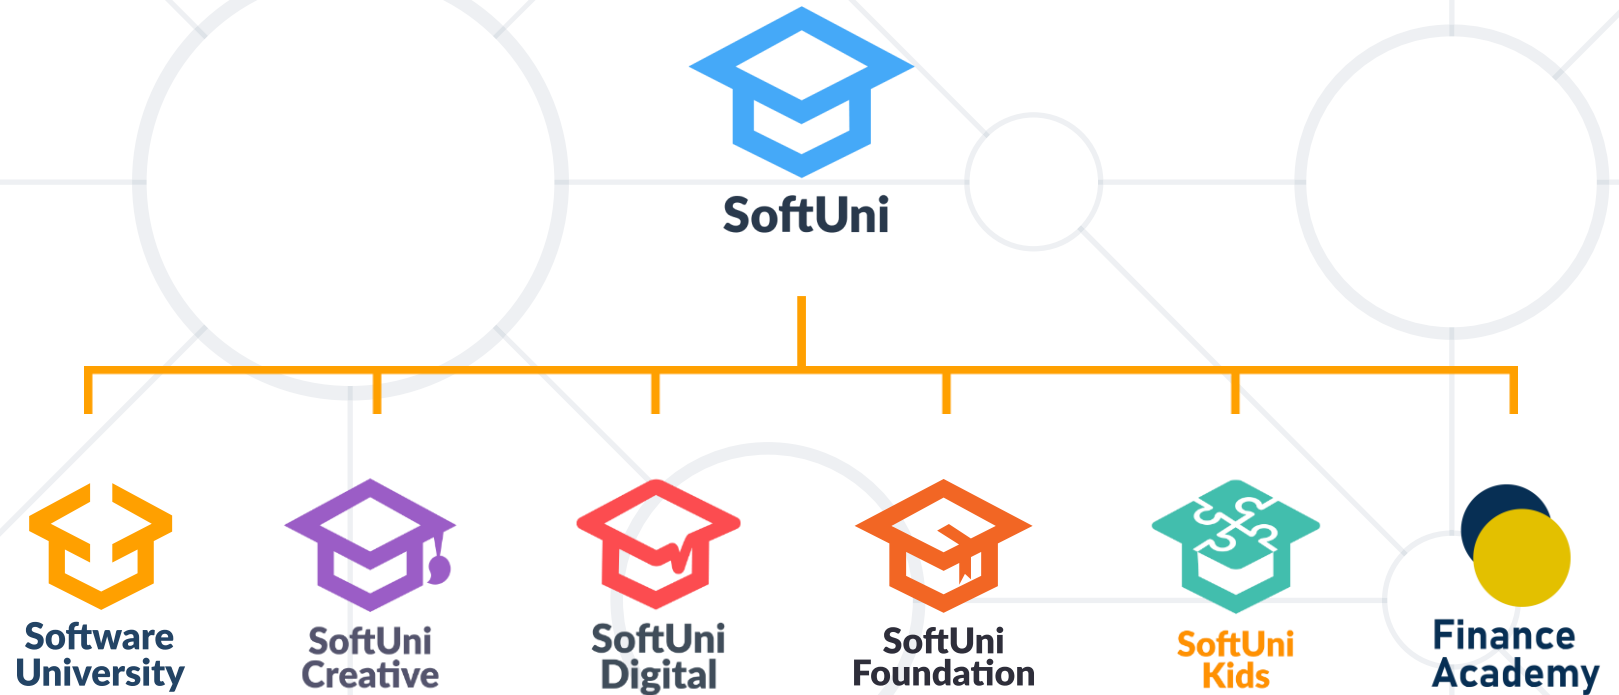 SoftUni
Software
University
SoftUni
Creative
SoftUni
Digital
SoftUni
Foundation
SoftUni
Kids
Finance
Academy